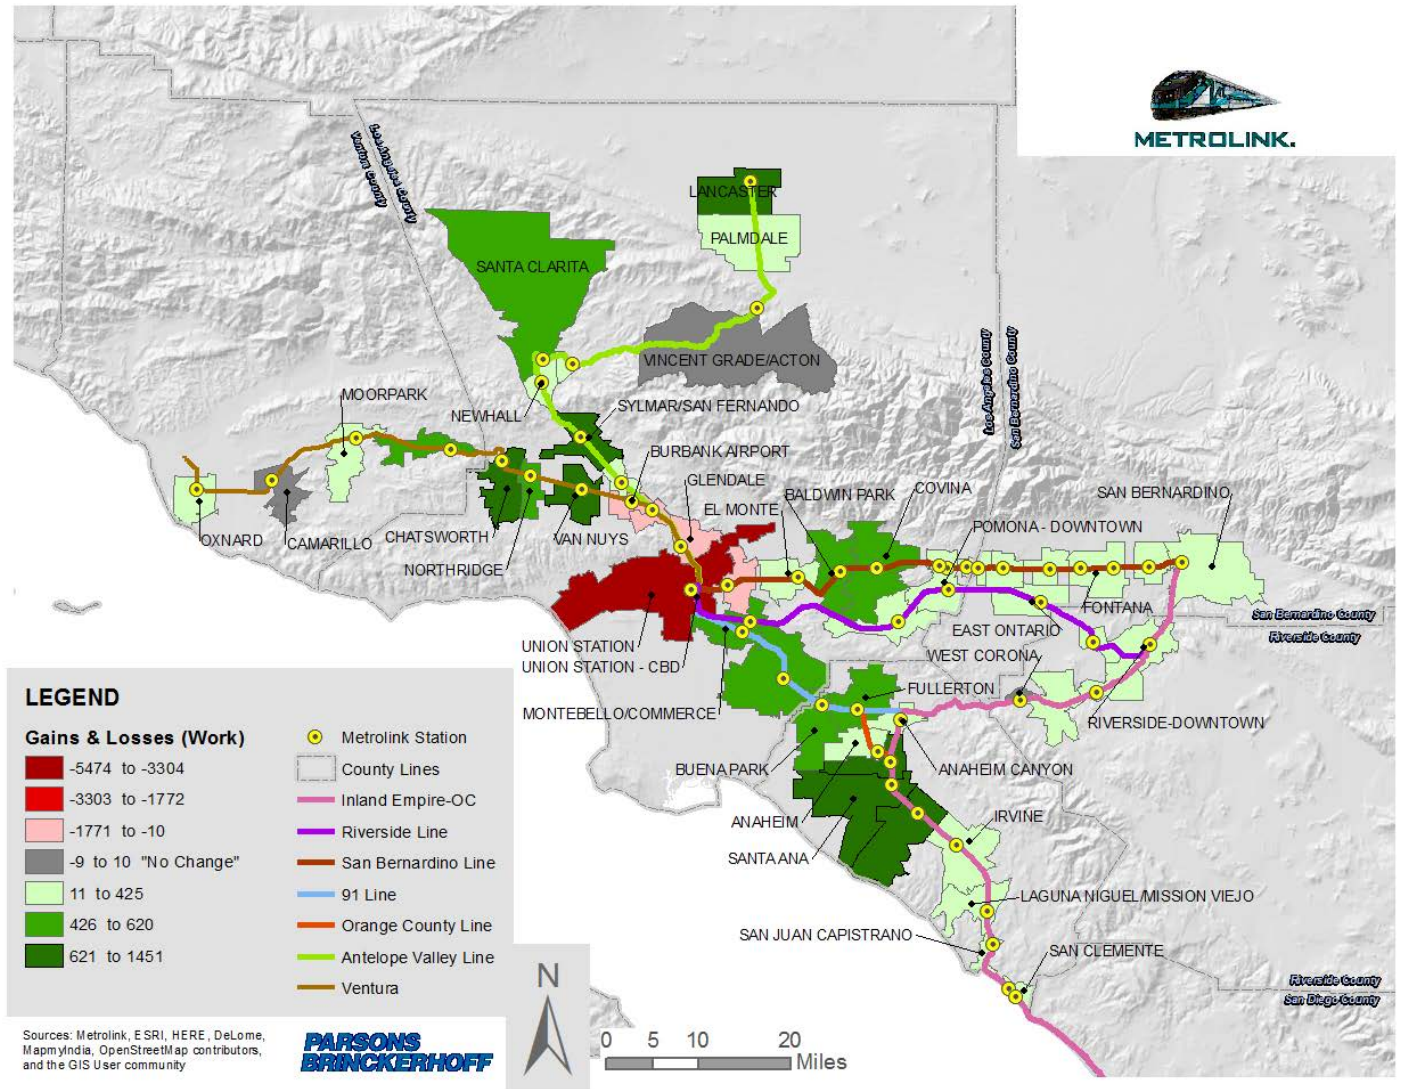 METROLINK.
Los Angeles County
Ventura County
LANCASTER
PALMDALE
SANTA CLARITA
VINCENT GRADE/ACTON
Los Angeles County
San Bernardino County
MOORPARK
NEWHALL
SYLMAR/SAN FERNANDO
BURBANK AIRPORT
GLENDALE
BALDWIN PARK
COVINA
SAN BERNARDINO
EL MONTE
POMONA - DOWNTOWN
OXNARD
CAMARILLO
CHATSWORTH
VAN NUYS
NORTHRIDGE
FONTANA
San Bernardino County
Riverside County
EAST ONTARIO
UNION STATION
UNION STATION - CBD
WEST CORONA
FULLERTON
MONTEBELLO/COMMERCE
RIVERSIDE-DOWNTOWN
BUENA PARK
ANAHEIM CANYON
ANAHEIM
IRVINE
SANTA ANA
LAGUNA NIGUEL/MISSION VIEJO
SAN JUAN CAPISTRANO
SAN CLEMENTE
Riverside County
San Diego County
LEGEND
Gains & Losses (Work)
-5474 to -3304
-3303 to -1772
-1771 to -10
-9 to 10 "No Change"
11 to 425
426 to 620
621 to 1451
Metrolink Station
County Lines
Inland Empire-OC
Riverside Line
San Bernardino Line
91 Line
Orange County Line
Antelope Valley Line
Ventura
N
0 5 10 20
Miles
Sources: Metrolink, ESRI, HERE, DeLorme,
MapmyIndia, OpenStreetMap contributors,
and the GIS User community
PARSONS
BRINCKERHOFF